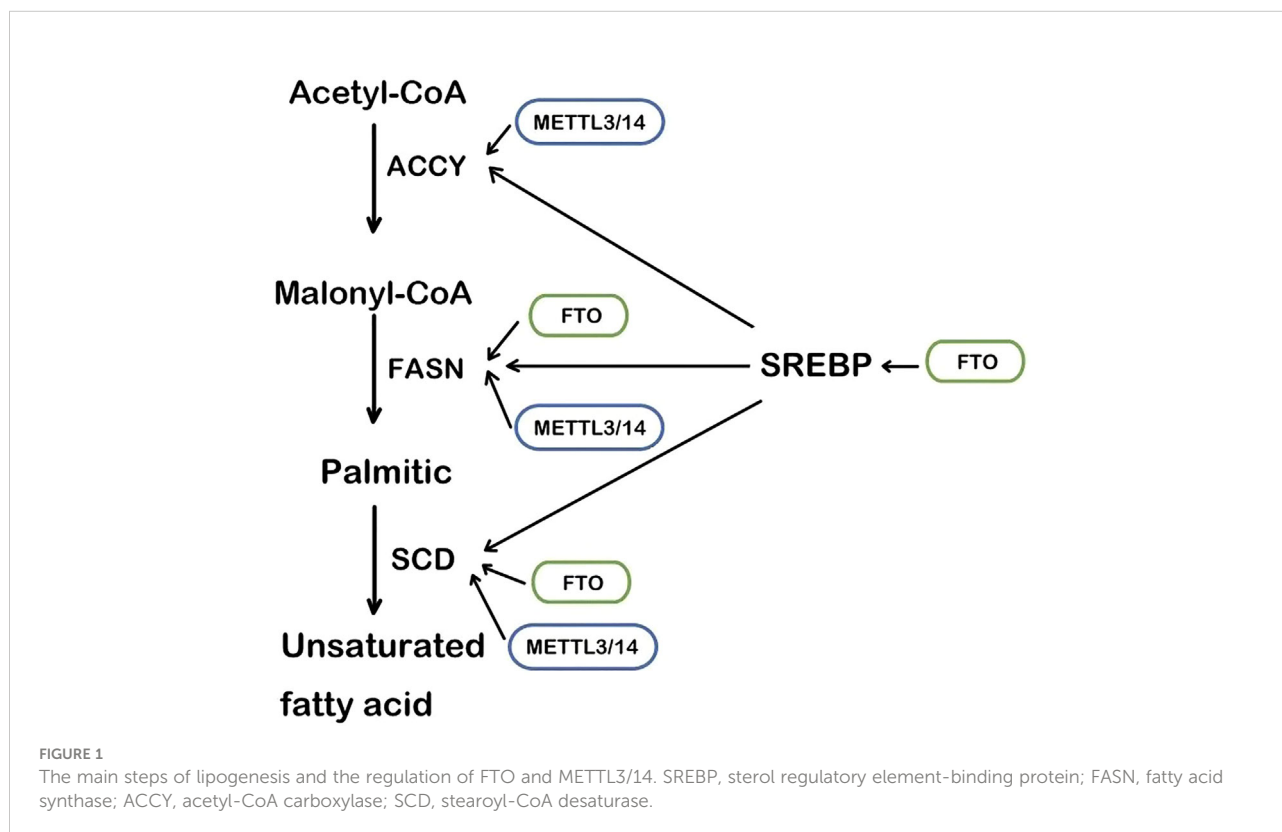 Acetyl-CoA
METTL3/14
ACCY
Malonyl-CoA
FTO
FASN
SREBP
FTO
METTL3/14
Palmitic
SCD
FTO
Unsaturated
METTL3/14
fatty acid
FIGURE 1
The main steps of lipogenesis and the regulation of FTO and METTL3/14. SREBP, sterol regulatory element-binding protein; FASN, fatty acid
synthase; ACCY, acetyl-CoA carboxylase; SCD, stearoyl-CoA desaturase.